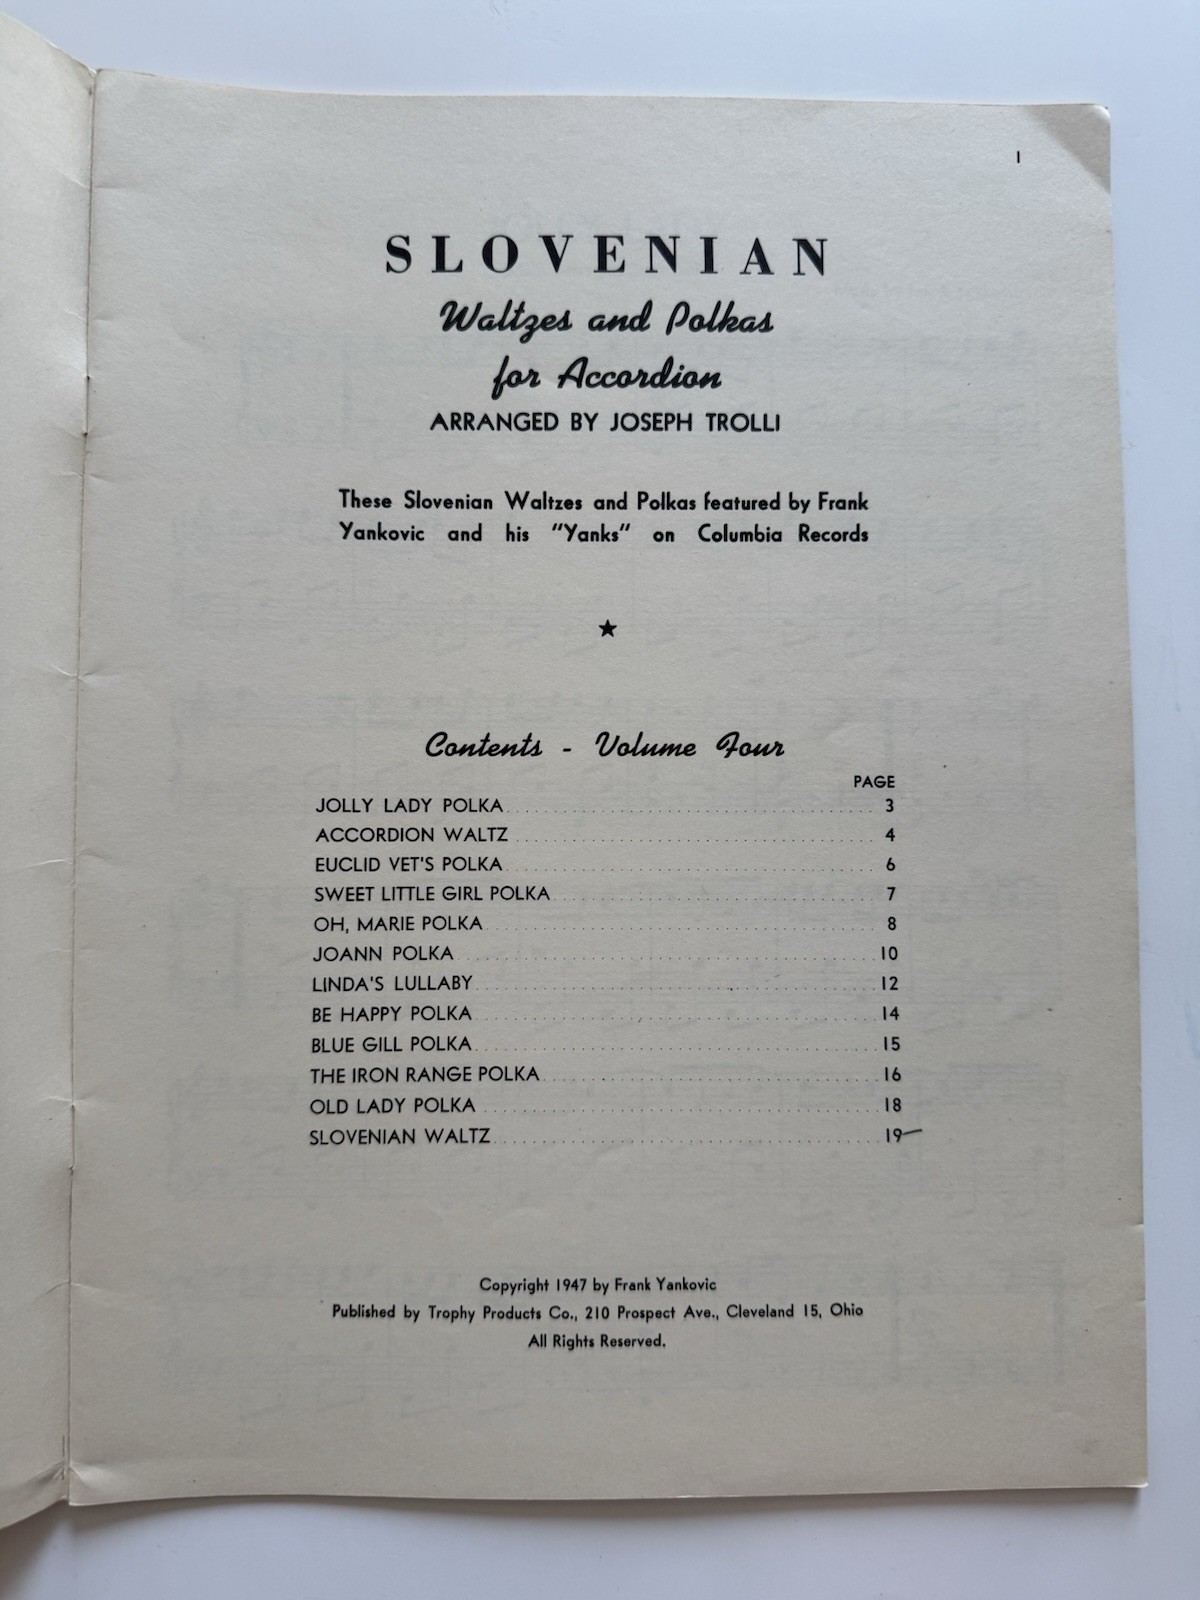 1
SLOVENIAN
Waltzes and Polkas
for Accordion
ARRANGED BY JOSEPH TROLLI
These Slovenian Waltzes and Polkas featured by Frank
Yankovic and his "Yanks" on Columbia Records
★
Contents - Volume Four
PAGE
JOLLY LADY POLKA 3
ACCORDION WALTZ 4
EUCLID VET'S POLKA 6
SWEET LITTLE GIRL POLKA 7
OH, MARIE POLKA 8
JOANN POLKA 10
LINDA'S LULLABY 12
BE HAPPY POLKA 14
BLUE GILL POLKA 15
THE IRON RANGE POLKA 16
OLD LADY POLKA 18
SLOVENIAN WALTZ 19
Copyright 1947 by Frank Yankovic
Published by Trophy Products Co., 210 Prospect Ave., Cleveland 15, Ohio
All Rights Reserved.